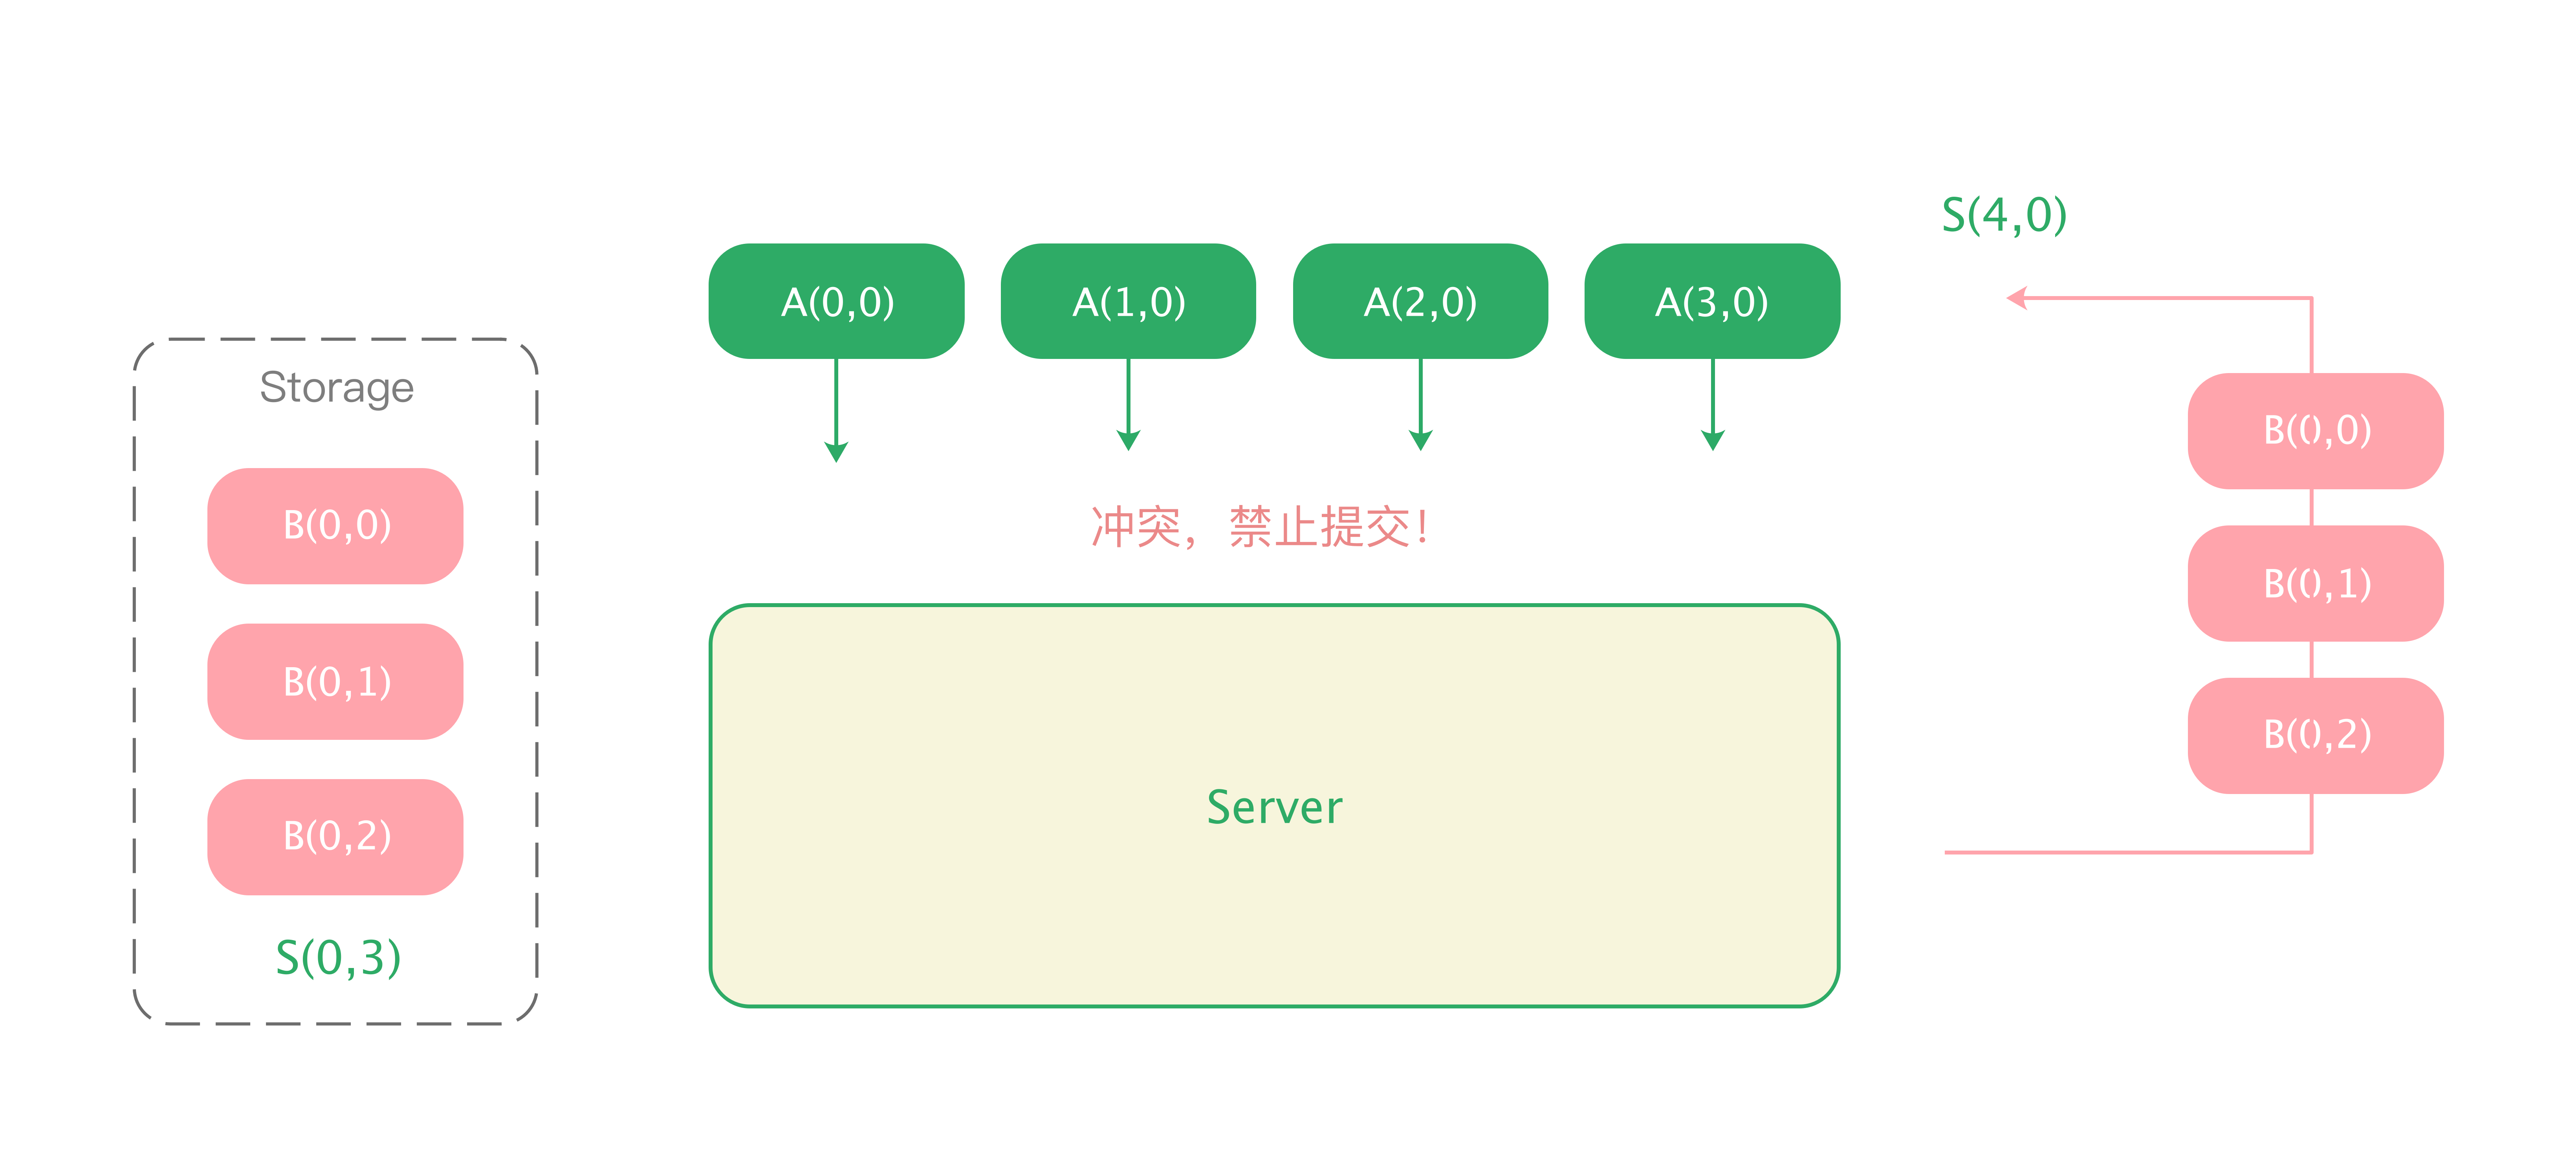 Storage
B(0,0)
B(0,1)
B(0,2)
S(0,3)
A(0,0)
A(1,0)
A(2,0)
A(3,0)
冲突，禁止提交！
Server
S(4,0)
B(0,0)
B(0,1)
B(0,2)